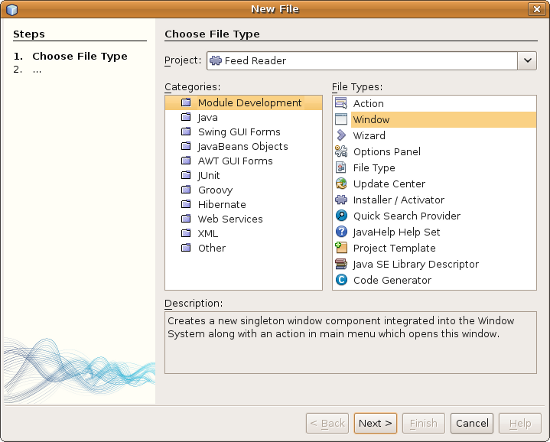 New File
Steps
1. Choose File Type
2. ...
Choose File Type
Project: Feed Reader
Categories:
Module Development
Java
Swing GUI Forms
JavaBeans Objects
AWT GUI Forms
JUnit
Groovy
Hibernate
Web Services
XML
Other
File Types:
Action
Window
Wizard
Options Panel
File Type
Update Center
Installer / Activator
Quick Search Provider
JavaHelp Help Set
Project Template
Java SE Library Descriptor
Code Generator
Description:
Creates a new singleton window component integrated into the Window
System along with an action in main menu which opens this window.
< Back
Next >
Finish
Cancel
Help